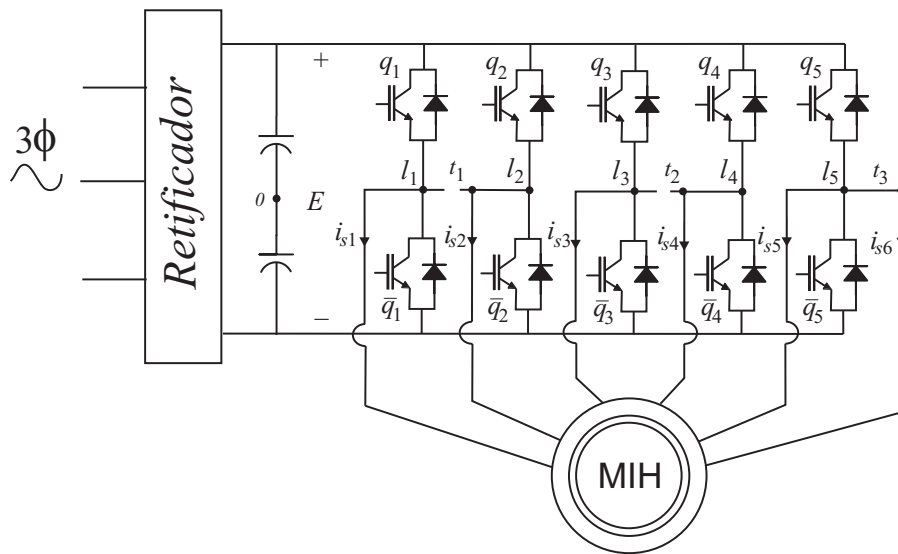 Retificador
3ϕ
+
0
E
−
q1
q2
q3
q4
q5
l1
t1
l2
l3
t2
l4
l5
t3
is1
is2
is3
is4
is5
is6
q̅1
q̅2
q̅3
q̅4
q̅5
MIH